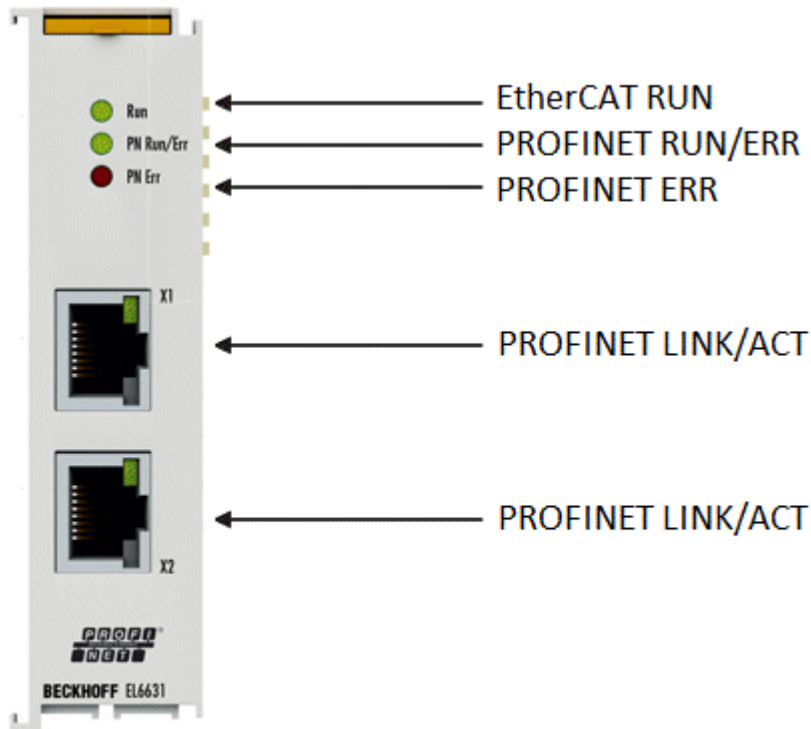 Run
EtherCAT RUN
PN Run/Err
PROFINET RUN/ERR
PN Err
PROFINET ERR
X1
PROFINET LINK/ACT
PROFINET LINK/ACT
X2
PROFI
NET
BECKHOFF EL6631